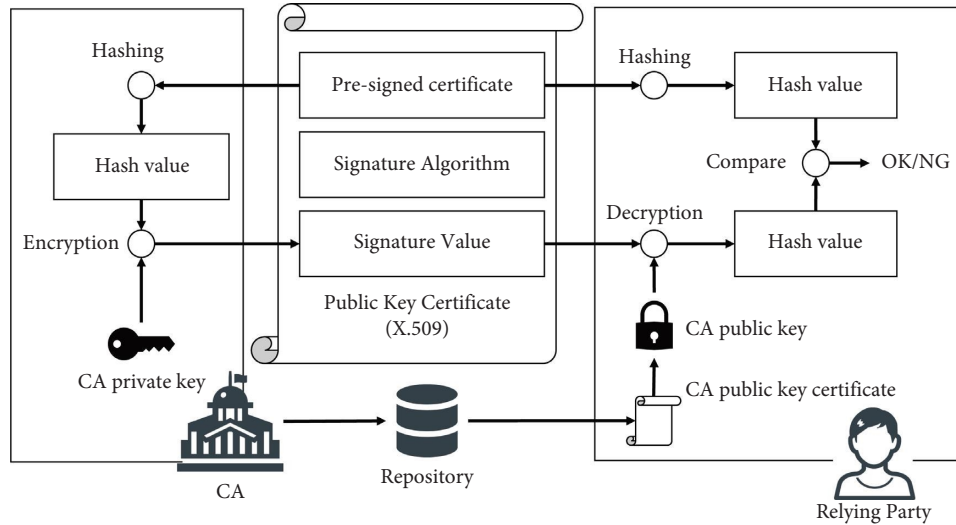 Hashing
Hash value
Encryption
CA private key
CA
Pre-signed certificate
Signature Algorithm
Signature Value
Public Key Certificate
(X.509)
Repository
Hashing
Hash value
Compare
OK/NG
Decryption
Hash value
CA public key
CA public key certificate
Relying Party